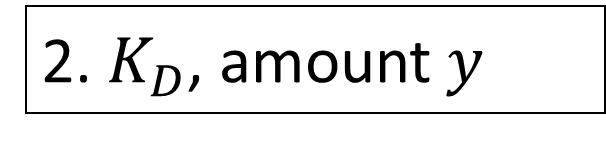 2. K_D, amount y